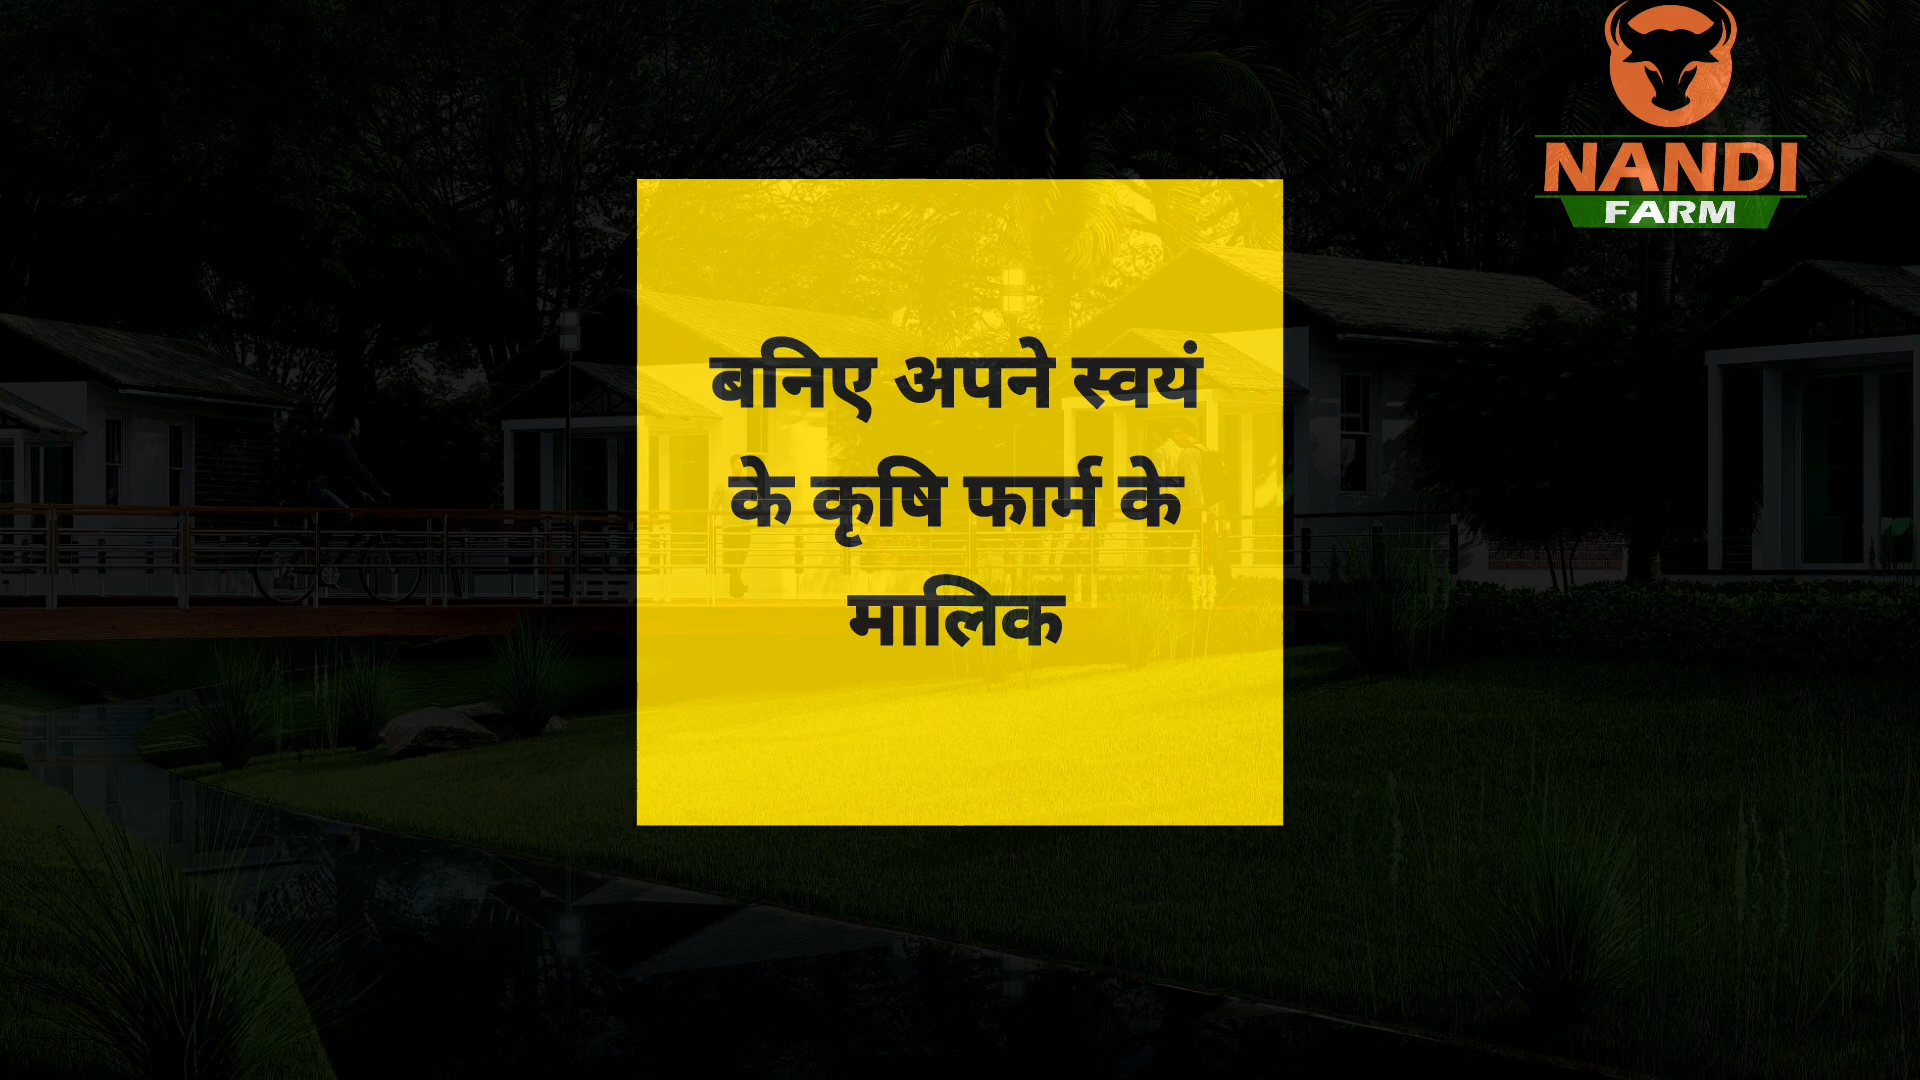 NANDI
FARM
बनिए अपने स्वयं
के कृषि फार्म के
मालिक